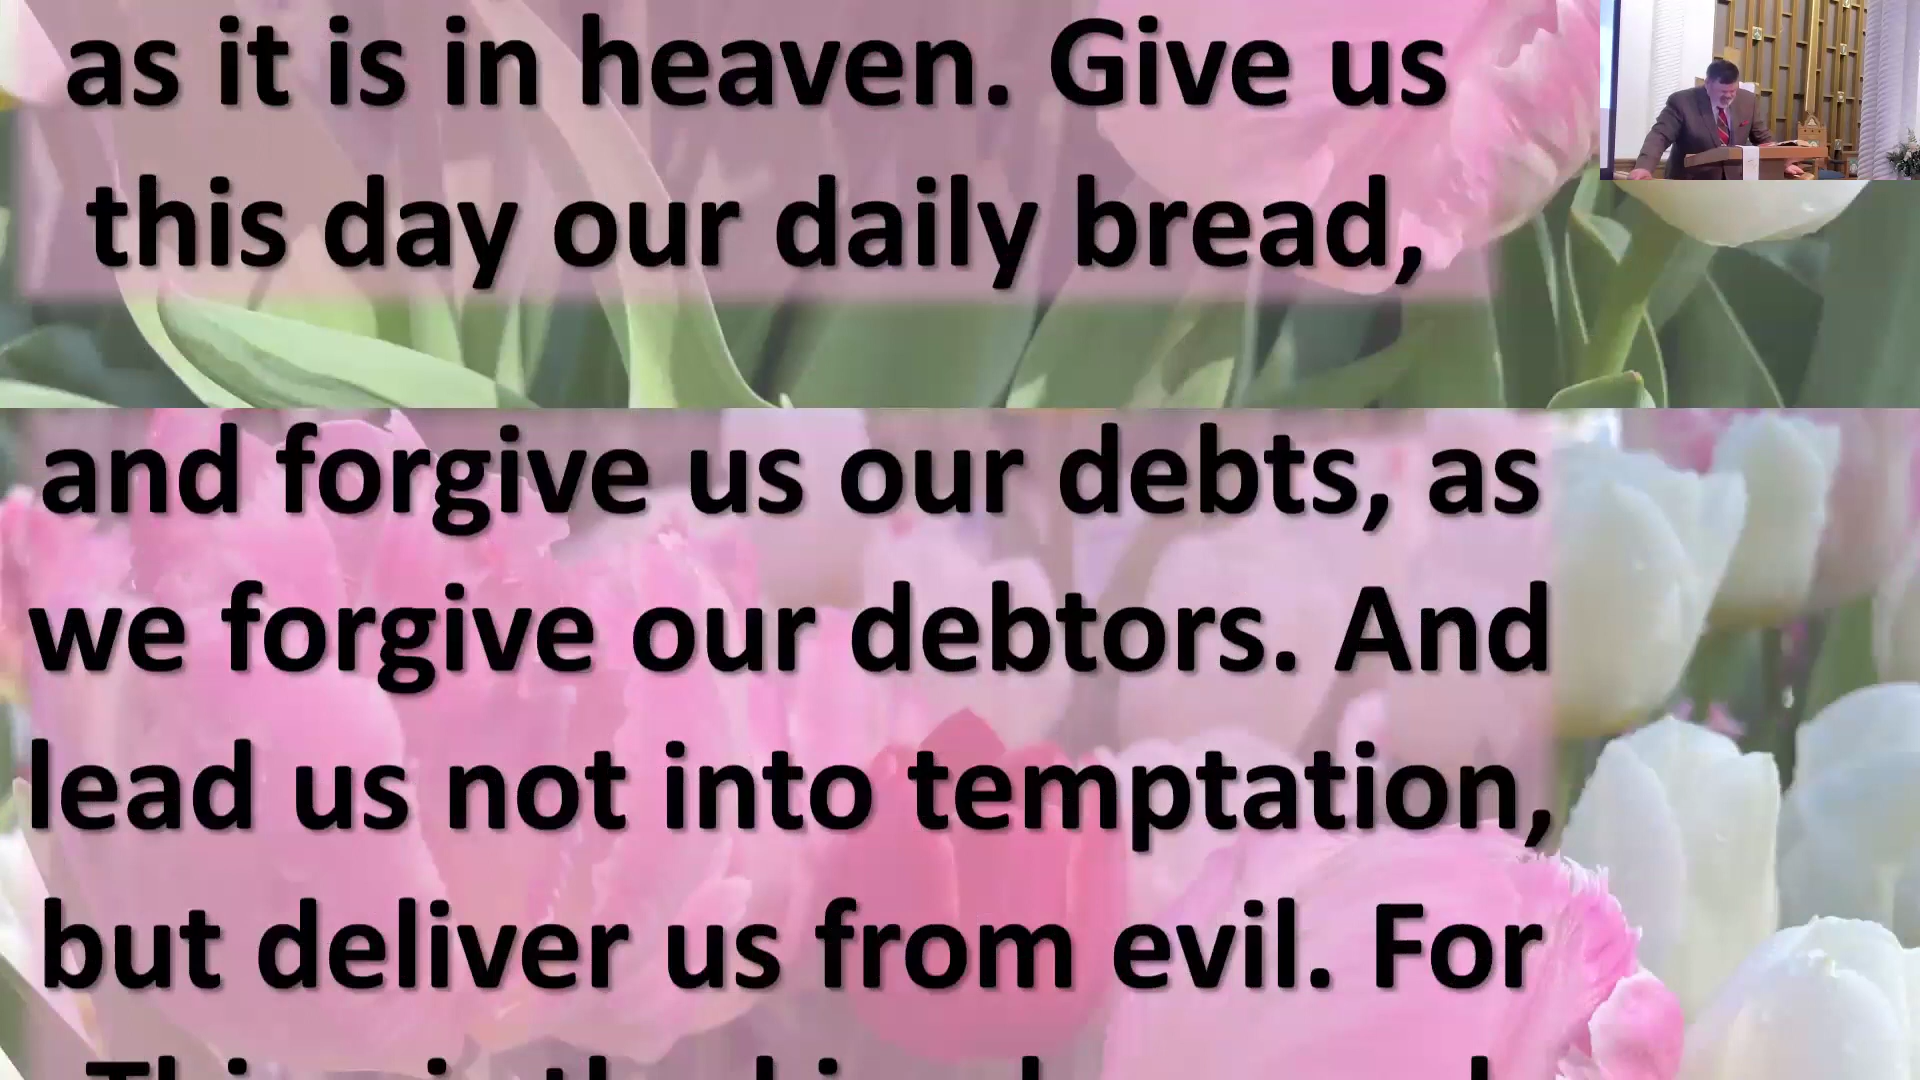 as it is in heaven. Give us
this day our daily bread,
and forgive us our debts, as
we forgive our debtors. And
lead us not into temptation,
but deliver us from evil. For